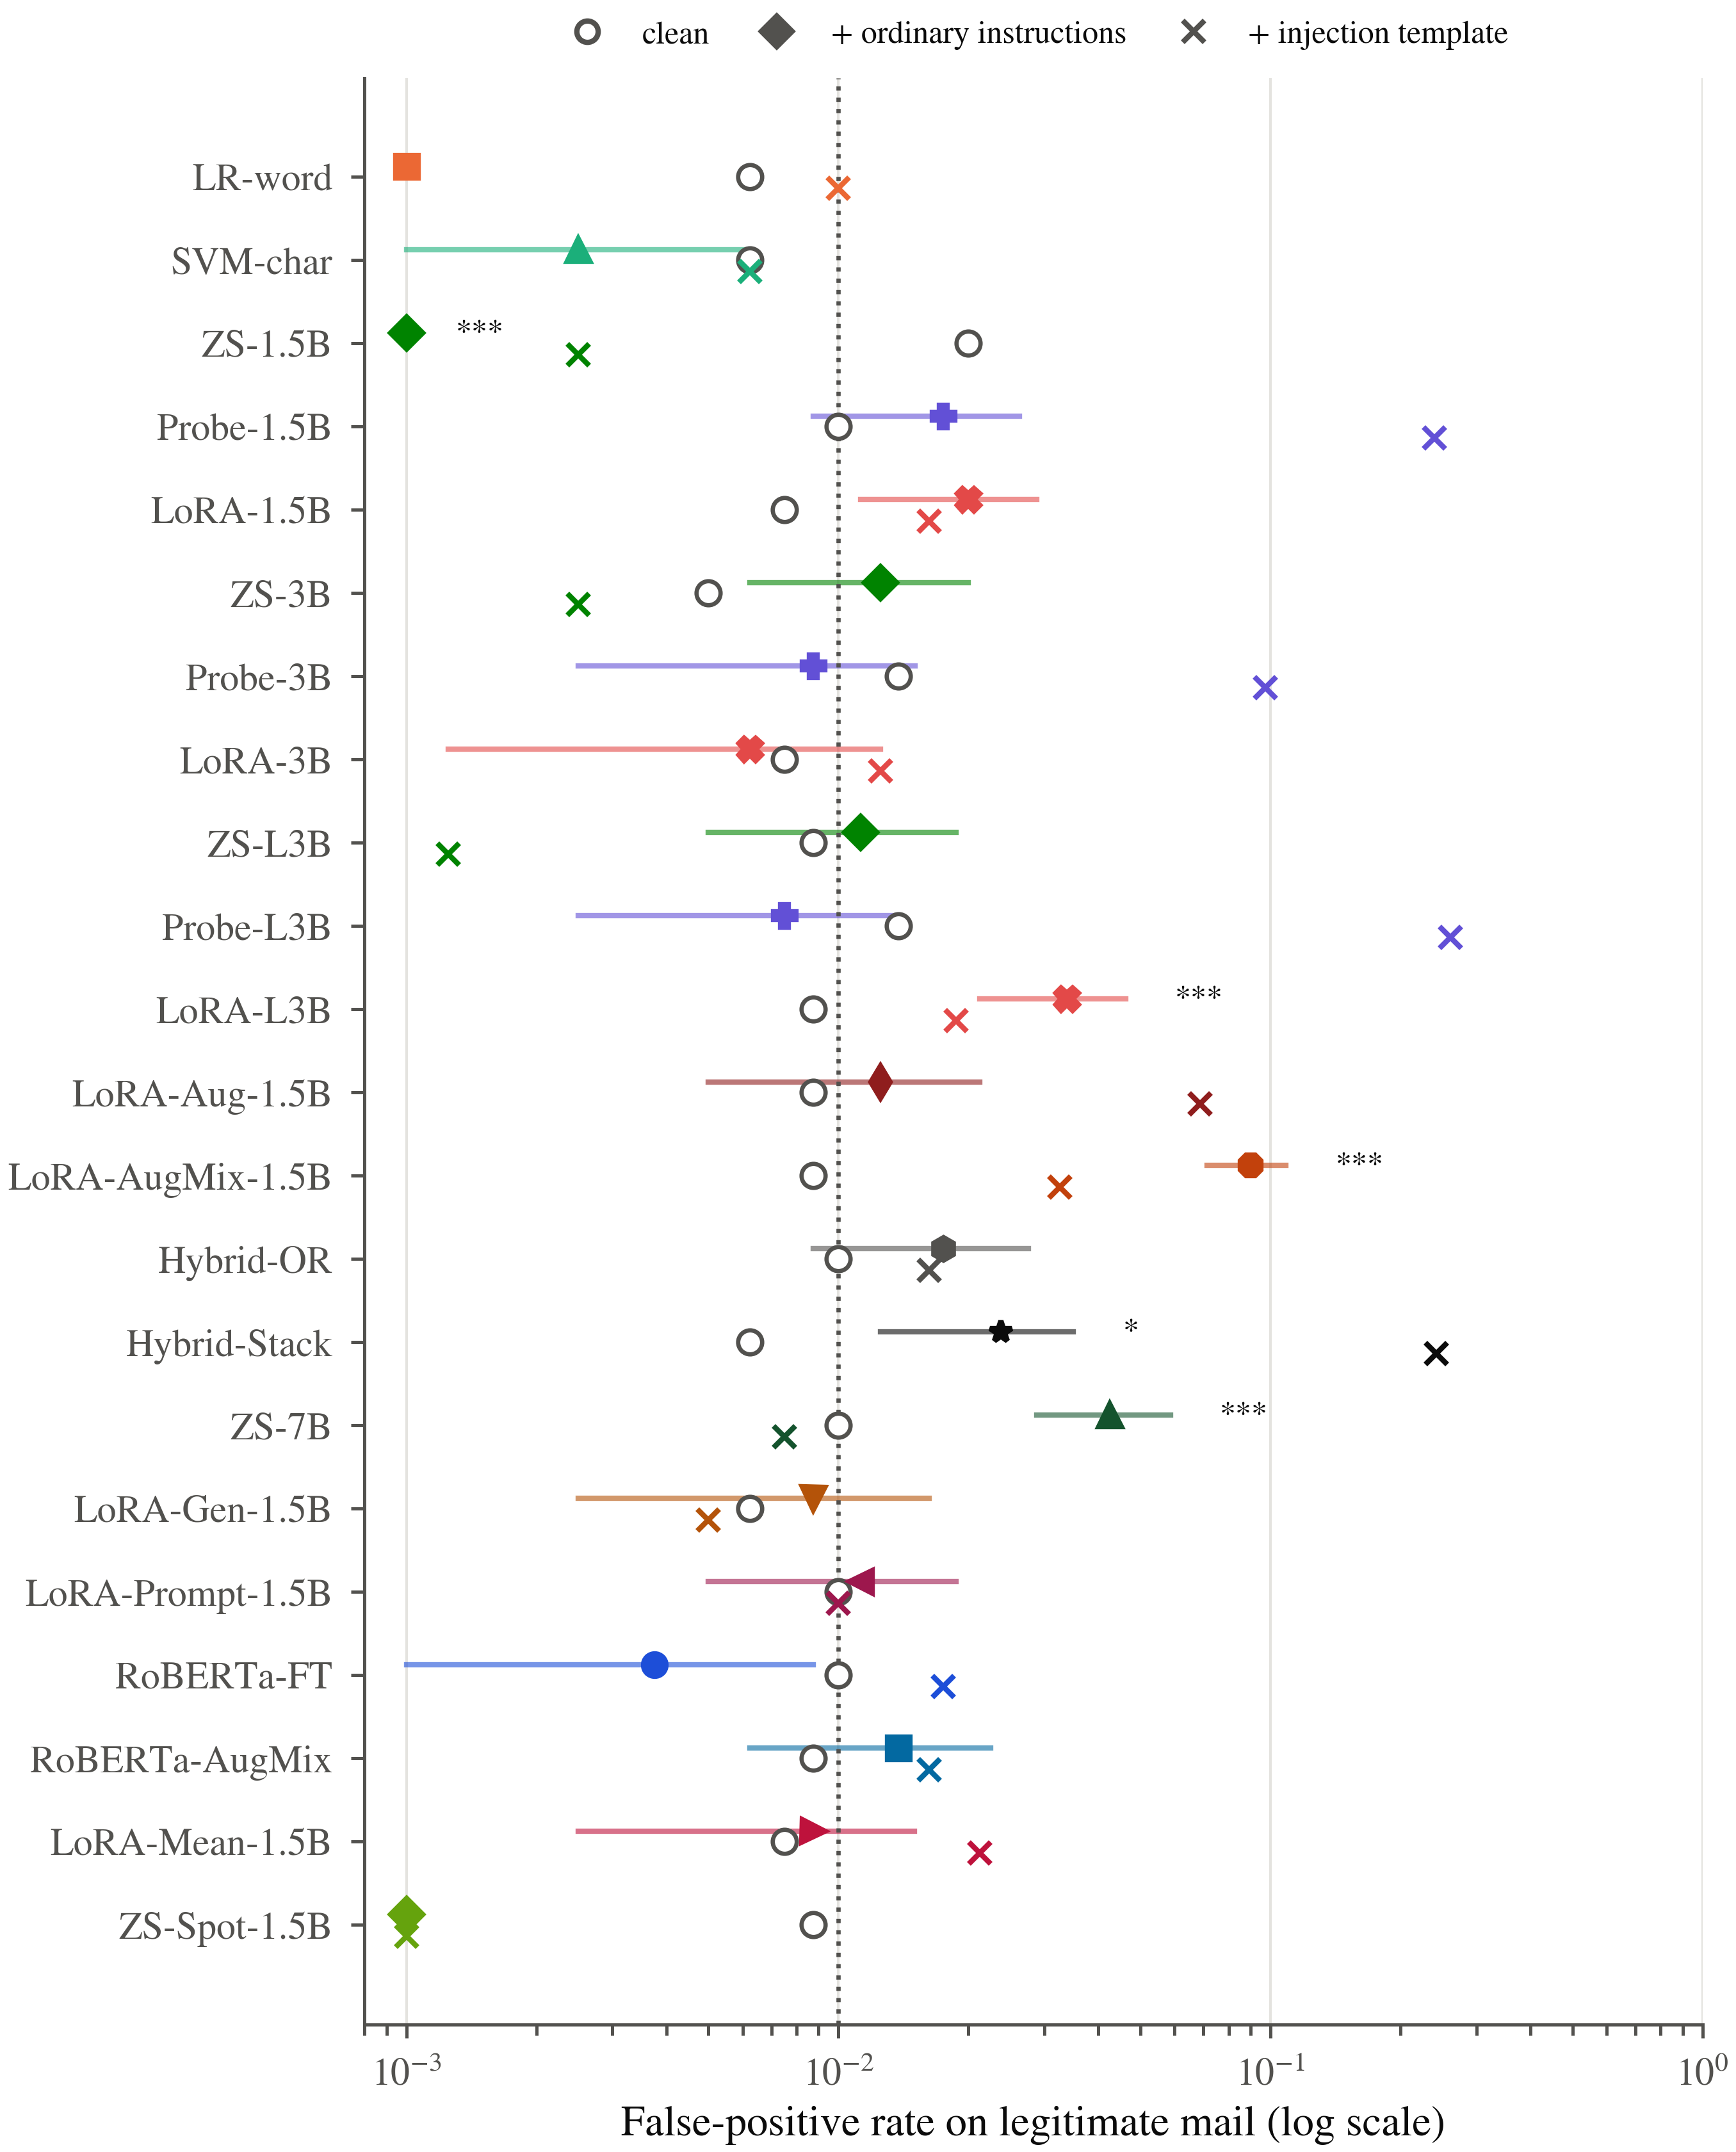 clean + ordinary instructions + injection template
LR-word
SVM-char
ZS-1.5B ***
Probe-1.5B
LoRA-1.5B
ZS-3B
Probe-3B
LoRA-3B
ZS-L3B
Probe-L3B
LoRA-L3B ***
LoRA-Aug-1.5B
LoRA-AugMix-1.5B ***
Hybrid-OR
Hybrid-Stack *
ZS-7B ***
LoRA-Gen-1.5B
LoRA-Prompt-1.5B
RoBERTa-FT
RoBERTa-AugMix
LoRA-Mean-1.5B
ZS-Spot-1.5B
10⁻³ 10⁻² 10⁻¹ 10⁰
False-positive rate on legitimate mail (log scale)